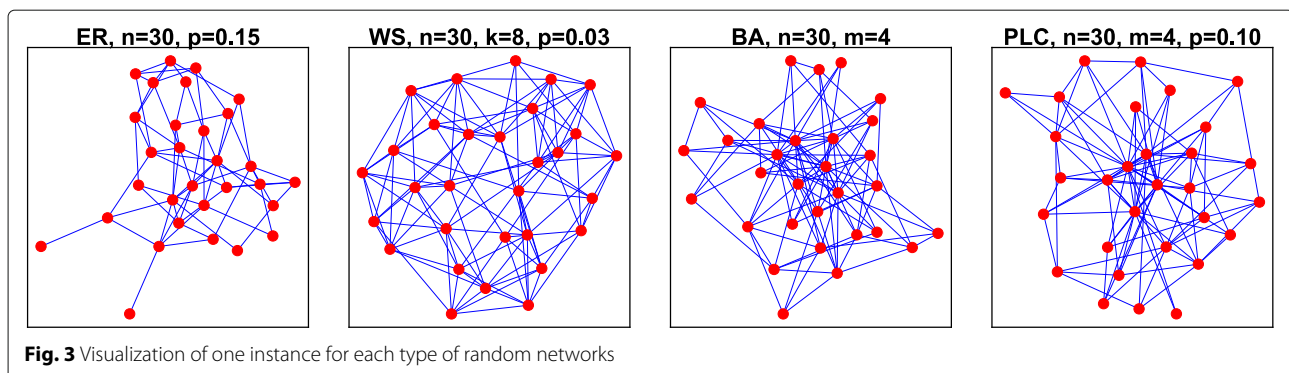 ER, n=30, p=0.15
WS, n=30, k=8, p=0.03
BA, n=30, m=4
PLC, n=30, m=4, p=0.10
Fig. 3 Visualization of one instance for each type of random networks